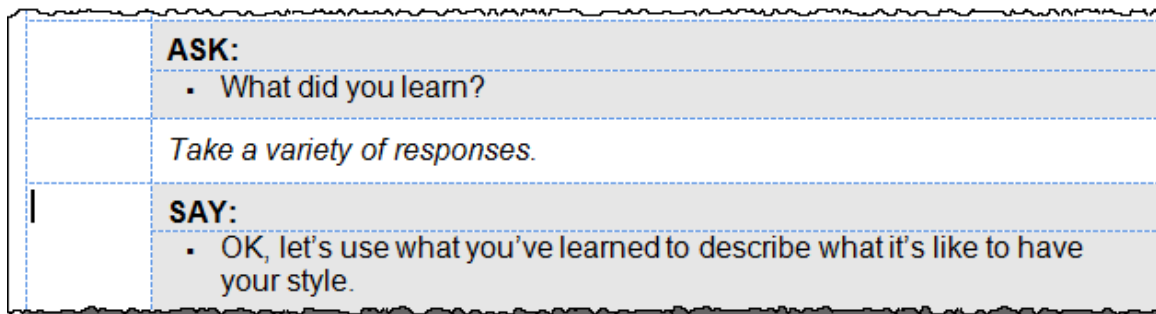 ASK:
▪ What did you learn?
Take a variety of responses.
SAY:
▪ OK, let’s use what you’ve learned to describe what it’s like to have
your style.